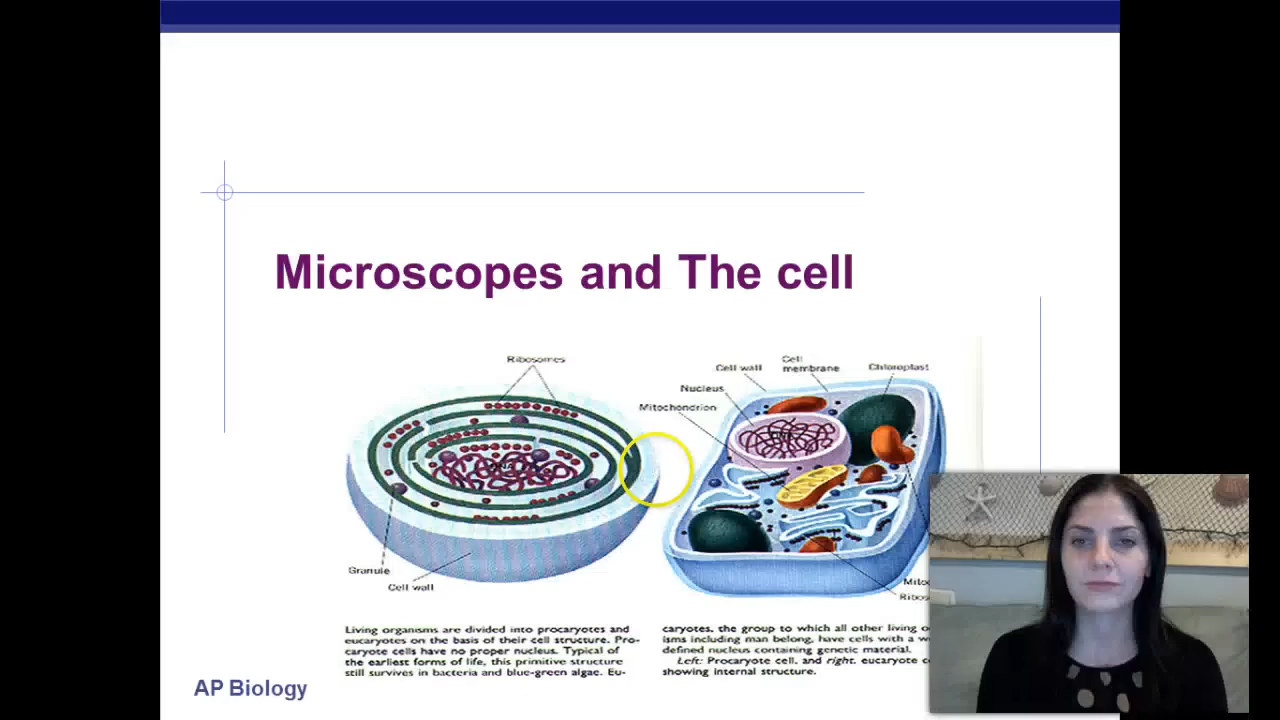 Microscopes and The cell
Ribosomes
Cell wall
Cell
membrane
Chloroplast
Nucleus
Mitochondrion
DNA
Granule
Cell wall
Living organisms are divided into procaryotes and
eucaryotes on the basis of their cell structure. Pro-
caryote cells have no proper nucleus. Typical of
the earliest forms of life, this primitive structure
still survives in bacteria and blue-green algae. Eu-
caryotes, the group to which all other living o
isms including man belong, have cells with a w
defined nucleus containing genetic material.
Left: Procaryote cell, and right, eucaryote c
showing internal structure.
AP Biology